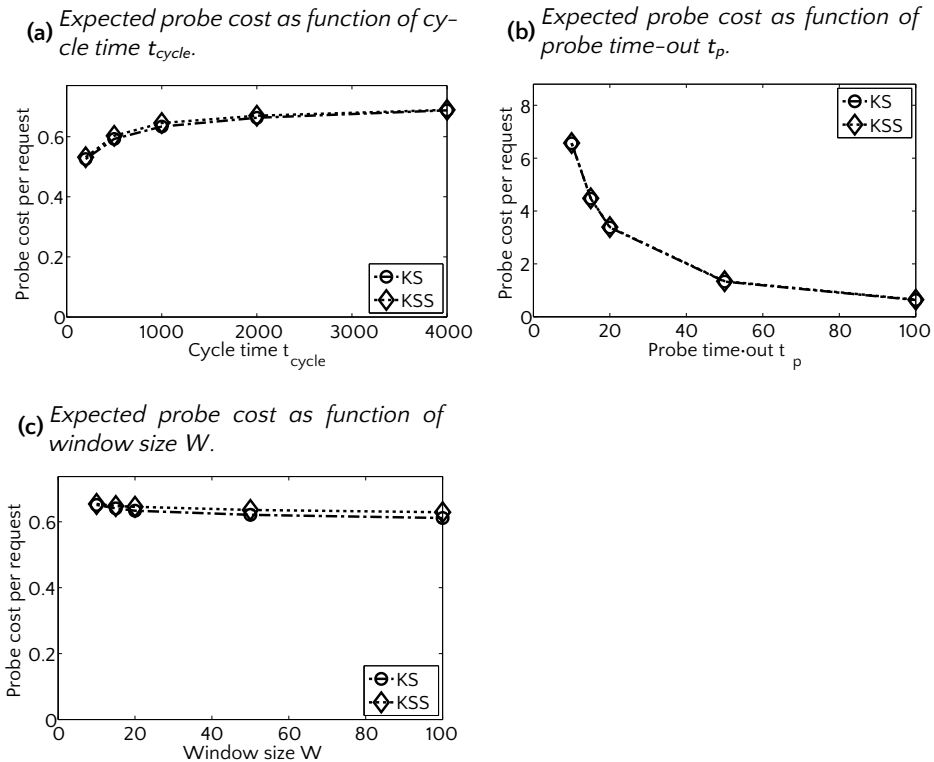 (a) Expected probe cost as function of cy-
cle time tcycle.
Probe cost per request
0.6
0.4
0.2
0
0 1000 2000 3000 4000
Cycle time t cycle
KS
KSS
(b) Expected probe cost as function of
probe time-out tp.
Probe cost per request
8
6
4
2
0
0 20 40 60 80 100
Probe time·out t p
KS
KSS
(c) Expected probe cost as function of
window size W.
Probe cost per request
0.6
0.4
0.2
0
0 20 40 60 80 100
Window size W
KS
KSS